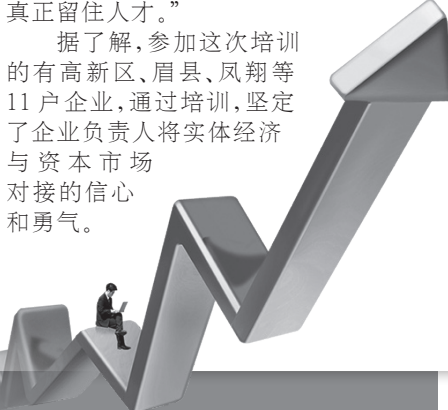 真正留住人才。”
据了解，参加这次培训
的有高新区、眉县、凤翔等
11 户企业，通过培训，坚定
了企业负责人将实体经济
与资本市场
对接的信心
和勇气。